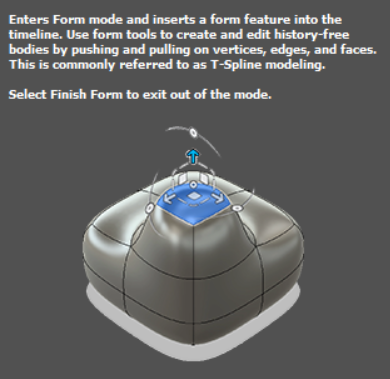 Enters Form mode and inserts a form feature into the
timeline. Use form tools to create and edit history-free
bodies by pushing and pulling on vertices, edges, and faces.
This is commonly referred to as T-Spline modeling.
Select Finish Form to exit out of the mode.